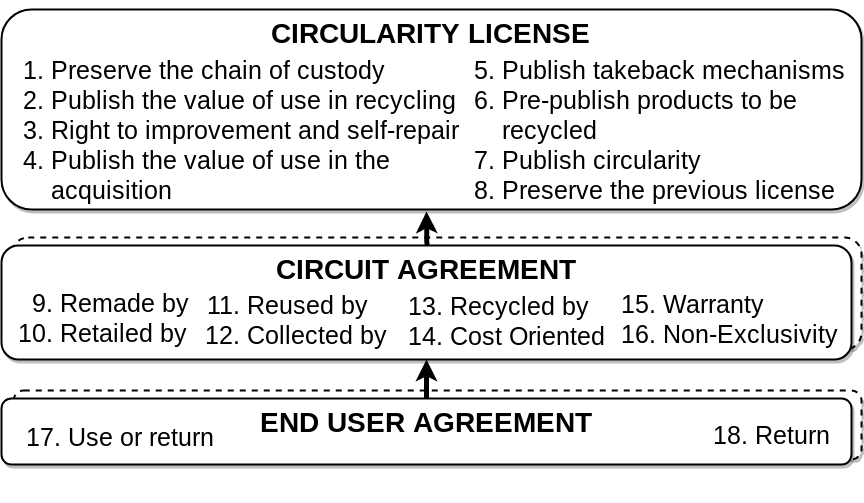 CIRCULARITY LICENSE
1. Preserve the chain of custody
2. Publish the value of use in recycling
3. Right to improvement and self-repair
4. Publish the value of use in the
acquisition
5. Publish takeback mechanisms
6. Pre-publish products to be
recycled
7. Publish circularity
8. Preserve the previous license
CIRCUIT AGREEMENT
9. Remade by
10. Retailed by
11. Reused by
12. Collected by
13. Recycled by
14. Cost Oriented
15. Warranty
16. Non-Exclusivity
END USER AGREEMENT
17. Use or return
18. Return